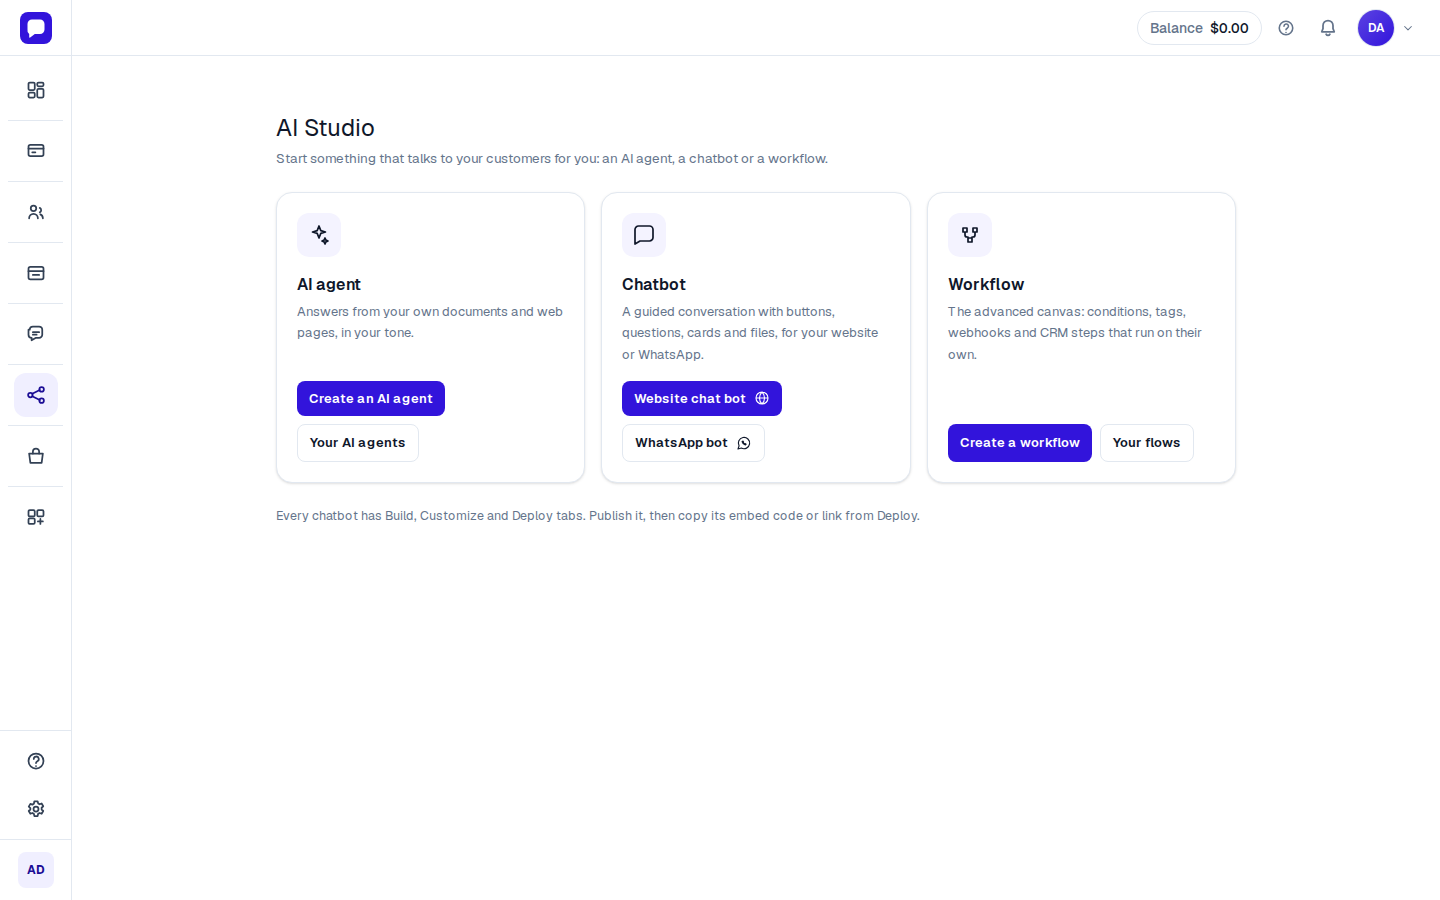 Balance $0.00
DA
AI Studio
Start something that talks to your customers for you: an AI agent, a chatbot or a workflow.
AI agent
Answers from your own documents and web
pages, in your tone.
Create an AI agent
Your AI agents
Chatbot
A guided conversation with buttons,
questions, cards and files, for your website
or WhatsApp.
Website chat bot
WhatsApp bot
Workflow
The advanced canvas: conditions, tags,
webhooks and CRM steps that run on their
own.
Create a workflow
Your flows
Every chatbot has Build, Customize and Deploy tabs. Publish it, then copy its embed code or link from Deploy.
AD